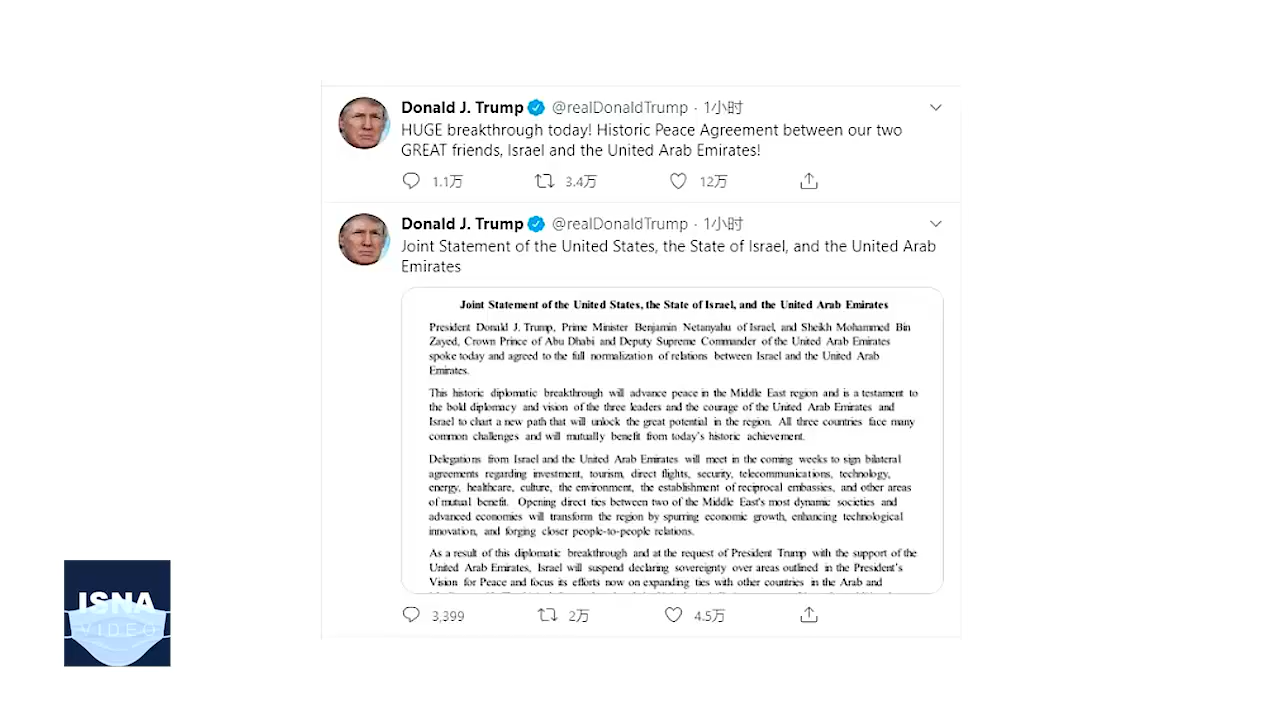 Donald J. Trump @realDonaldTrump · 1小时
HUGE breakthrough today! Historic Peace Agreement between our two
GREAT friends, Israel and the United Arab Emirates!
1.1万 3.4万 12万
Donald J. Trump @realDonaldTrump · 1小时
Joint Statement of the United States, the State of Israel, and the United Arab
Emirates
Joint Statement of the United States, the State of Israel, and the United Arab Emirates
President Donald J. Trump, Prime Minister Benjamin Netanyahu of Israel, and Sheikh Mohammed Bin
Zayed, Crown Prince of Abu Dhabi and Deputy Supreme Commander of the United Arab Emirates
spoke today and agreed to the full normalization of relations between Israel and the United Arab
Emirates.
This historic diplomatic breakthrough will advance peace in the Middle East region and is a testament to
the bold diplomacy and vision of the three leaders and the courage of the United Arab Emirates and
Israel to chart a new path that will unlock the great potential in the region. All three countries face many
common challenges and will mutually benefit from today's historic achievement.
Delegations from Israel and the United Arab Emirates will meet in the coming weeks to sign bilateral
agreements regarding investment, tourism, direct flights, security, telecommunications, technology,
energy, healthcare, culture, the environment, the establishment of reciprocal embassies, and other areas
of mutual benefit. Opening direct ties between two of the Middle East's most dynamic societies and
advanced economies will transform the region by spurring economic growth, enhancing technological
innovation, and forging closer people-to-people relations.
As a result of this diplomatic breakthrough and at the request of President Trump with the support of the
United Arab Emirates, Israel will suspend declaring sovereignty over areas outlined in the President's
Vision for Peace and focus its efforts now on expanding ties with other countries in the Arab and
3,399 2万 4.5万
ISNA
VIDEO